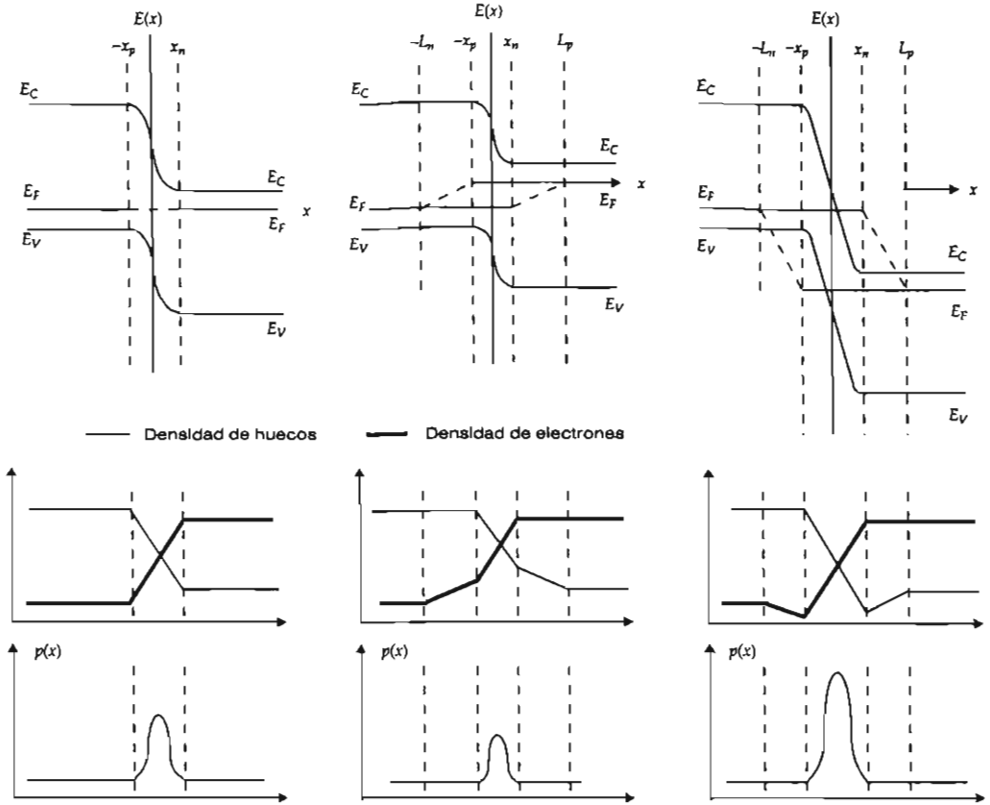 E(x)
−x_p x_n
E_C
E_C
E_F
x
E_F
E_V
E_V
E(x)
−L_n −x_p x_n L_p
E_C
E_C
x
E_F
E_F
E_V
E_V
E(x)
−L_n −x_p x_n L_p
E_C
x
E_F
E_V
E_C
E_F
E_V
Densidad de huecos Densidad de electrones
p(x)
p(x)
p(x)